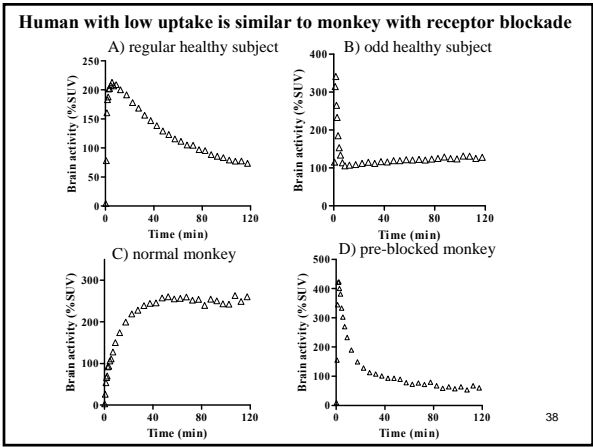 Human with low uptake is similar to monkey with receptor blockade
A) regular healthy subject
250
200
150
100
50
0
0
40
80
120
Time (min)
Brain activity (%SUV)
B) odd healthy subject
400
300
200
100
0
0
40
80
120
Time (min)
Brain activity (%SUV)
C) normal monkey
300
200
100
0
0
40
80
120
Time (min)
Brain activity (%SUV)
D) pre-blocked monkey
500
400
300
200
100
0
0
40
80
120
Time (min)
Brain activity (%SUV)
38